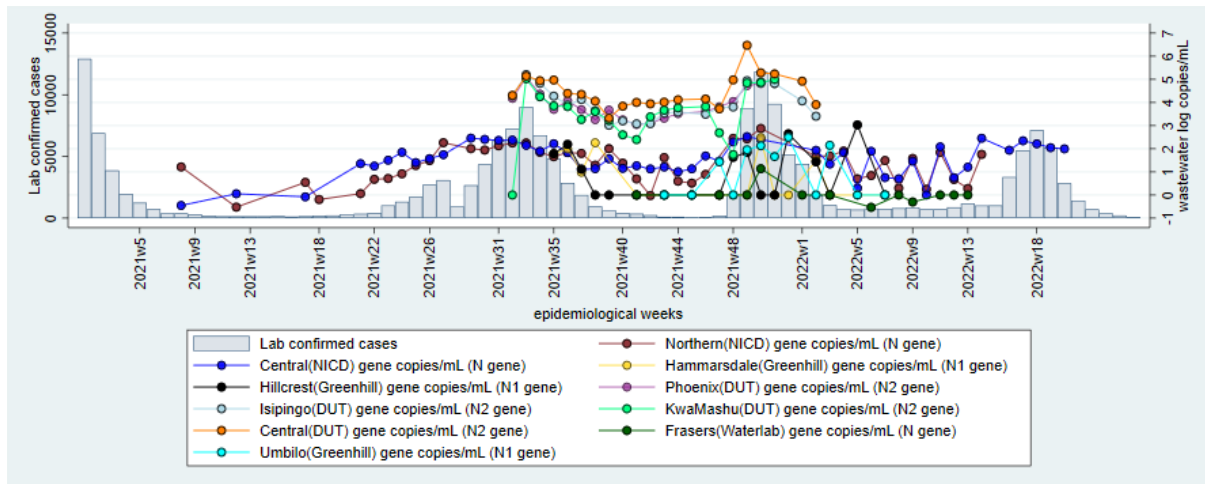 Lab confirmed cases
15000
10000
5000
0
7
6
5
4
3
2
1
0
-1
wastewater log copies/mL
2021w5
2021w9
2021w13
2021w18
2021w22
2021w26
2021w31
2021w35
2021w40
2021w44
2021w48
2022w1
2022w5
2022w9
2022w13
2022w18
epidemiological weeks
Lab confirmed cases
Northern(NICD) gene copies/mL (N gene)
Central(NICD) gene copies/mL (N gene)
Hammarsdale(Greenhill) gene copies/mL (N1 gene)
Hillcrest(Greenhill) gene copies/mL (N1 gene)
Phoenix(DUT) gene copies/mL (N2 gene)
Isipingo(DUT) gene copies/mL (N2 gene)
KwaMashu(DUT) gene copies/mL (N2 gene)
Central(DUT) gene copies/mL (N2 gene)
Frasers(Waterlab) gene copies/mL (N gene)
Umbilo(Greenhill) gene copies/mL (N1 gene)